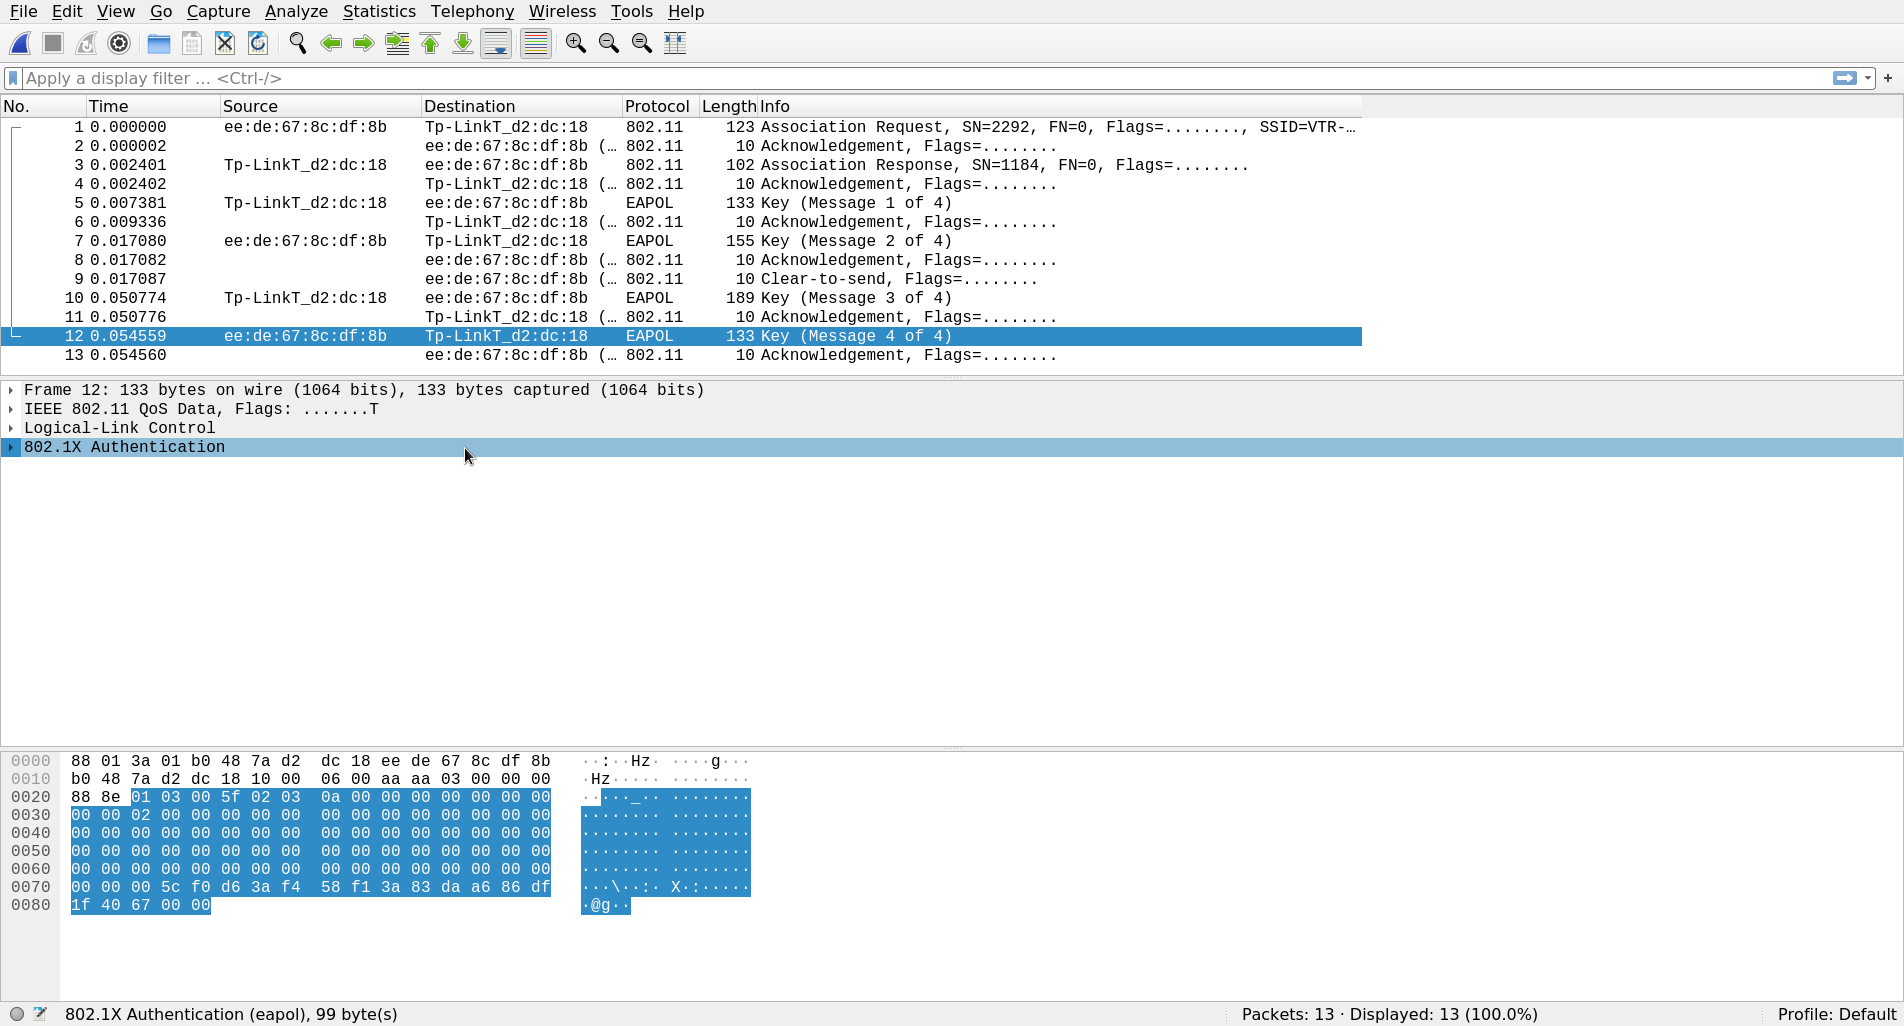 File Edit View Go Capture Analyze Statistics Telephony Wireless Tools Help
Apply a display filter … <Ctrl-/>
+
No. Time Source Destination Protocol Length Info
1 0.000000 ee:de:67:8c:df:8b Tp-LinkT_d2:dc:18 802.11 123 Association Request, SN=2292, FN=0, Flags=........, SSID=VTR-…
2 0.000002 ee:de:67:8c:df:8b (… 802.11 10 Acknowledgement, Flags=........
3 0.002401 Tp-LinkT_d2:dc:18 ee:de:67:8c:df:8b 802.11 102 Association Response, SN=1184, FN=0, Flags=........
4 0.002402 Tp-LinkT_d2:dc:18 (… 802.11 10 Acknowledgement, Flags=........
5 0.007381 Tp-LinkT_d2:dc:18 ee:de:67:8c:df:8b EAPOL 133 Key (Message 1 of 4)
6 0.009336 Tp-LinkT_d2:dc:18 (… 802.11 10 Acknowledgement, Flags=........
7 0.017080 ee:de:67:8c:df:8b Tp-LinkT_d2:dc:18 EAPOL 155 Key (Message 2 of 4)
8 0.017082 ee:de:67:8c:df:8b (… 802.11 10 Acknowledgement, Flags=........
9 0.017087 ee:de:67:8c:df:8b (… 802.11 10 Clear-to-send, Flags=........
10 0.050774 Tp-LinkT_d2:dc:18 ee:de:67:8c:df:8b EAPOL 189 Key (Message 3 of 4)
11 0.050776 Tp-LinkT_d2:dc:18 (… 802.11 10 Acknowledgement, Flags=........
12 0.054559 ee:de:67:8c:df:8b Tp-LinkT_d2:dc:18 EAPOL 133 Key (Message 4 of 4)
13 0.054560 ee:de:67:8c:df:8b (… 802.11 10 Acknowledgement, Flags=........
Frame 12: 133 bytes on wire (1064 bits), 133 bytes captured (1064 bits)
IEEE 802.11 QoS Data, Flags: .......T
Logical-Link Control
802.1X Authentication
0000 88 01 3a 01 b0 48 7a d2 dc 18 ee de 67 8c df 8b ··:··Hz· ····g···
0010 b0 48 7a d2 dc 18 10 00 06 00 aa aa 03 00 00 00 ·Hz····· ········
0020 88 8e 01 03 00 5f 02 03 0a 00 00 00 00 00 00 00 ·····_·· ········
0030 00 00 02 00 00 00 00 00 00 00 00 00 00 00 00 00 ········ ········
0040 00 00 00 00 00 00 00 00 00 00 00 00 00 00 00 00 ········ ········
0050 00 00 00 00 00 00 00 00 00 00 00 00 00 00 00 00 ········ ········
0060 00 00 00 00 00 00 00 00 00 00 00 00 00 00 00 00 ········ ········
0070 00 00 00 5c f0 d6 3a f4 58 f1 3a 83 da a6 86 df ···\··:· X·:·····
0080 1f 40 67 00 00 ·@g··
802.1X Authentication (eapol), 99 byte(s) Packets: 13 · Displayed: 13 (100.0%) Profile: Default